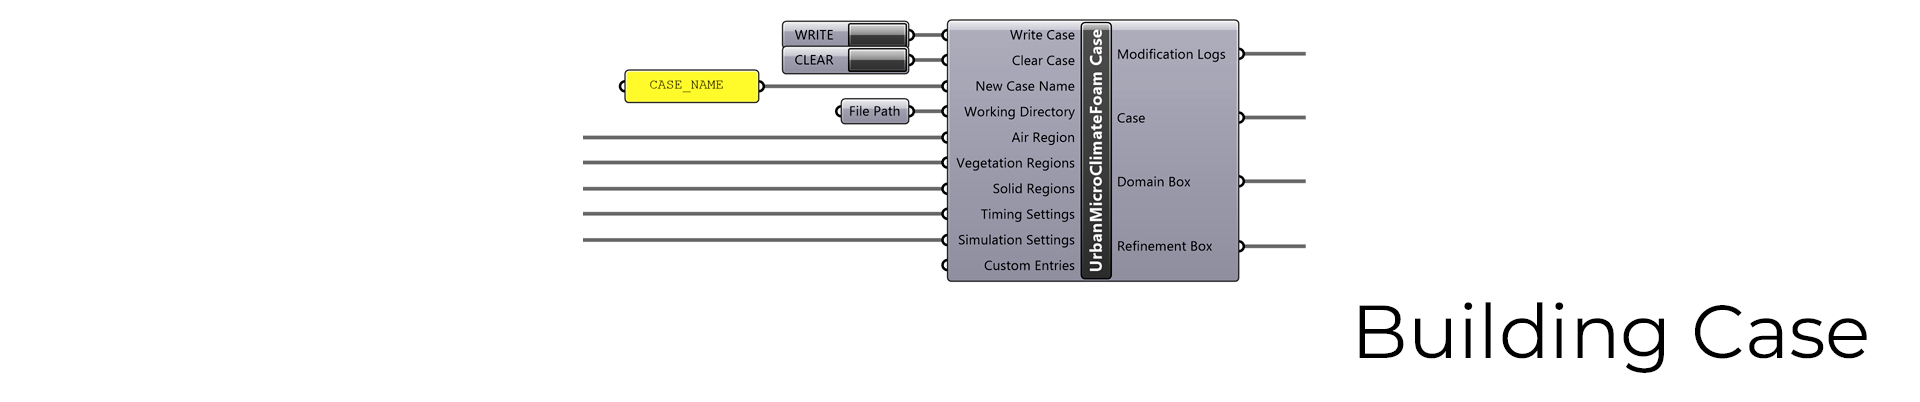 WRITE
CLEAR
CASE_NAME
File Path
Write Case
Clear Case
New Case Name
Working Directory
Air Region
Vegetation Regions
Solid Regions
Timing Settings
Simulation Settings
Custom Entries
UrbanMicroClimateFoam Case
Modification Logs
Case
Domain Box
Refinement Box
Building Case